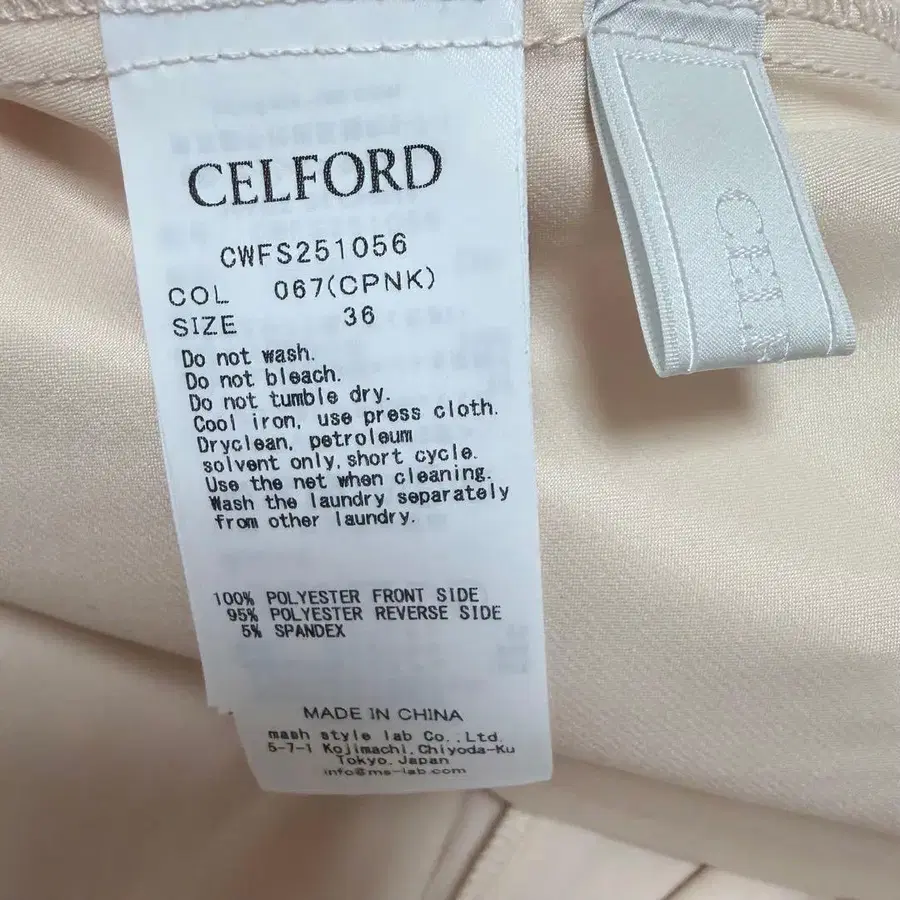 CELFORD
CWFS251056
COL 067(CPNK)
SIZE 36
Do not wash.
Do not bleach.
Do not tumble dry.
Cool iron, use press cloth.
Dryclean, petroleum
solvent only,short cycle.
Use the net when cleaning.
Wash the laundry separately
from other laundry.
100% POLYESTER FRONT SIDE
95% POLYESTER REVERSE SIDE
5% SPANDEX
MADE IN CHINA
mash style lab Co.,Ltd.
5-7-1 Kojimachi,Chiyoda-Ku
Tokyo,Japan
info@ms-lab.com